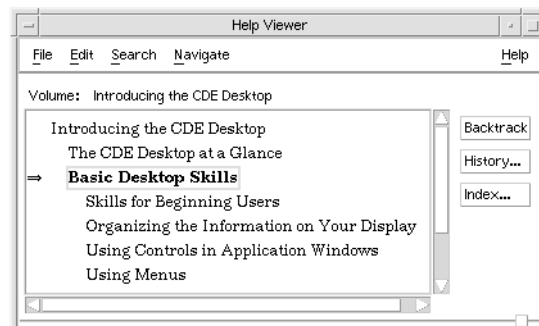 Help Viewer
File Edit Search Navigate Help
Volume: Introducing the CDE Desktop
Introducing the CDE Desktop
The CDE Desktop at a Glance
⇒ Basic Desktop Skills
Skills for Beginning Users
Organizing the Information on Your Display
Using Controls in Application Windows
Using Menus
Backtrack
History...
Index...